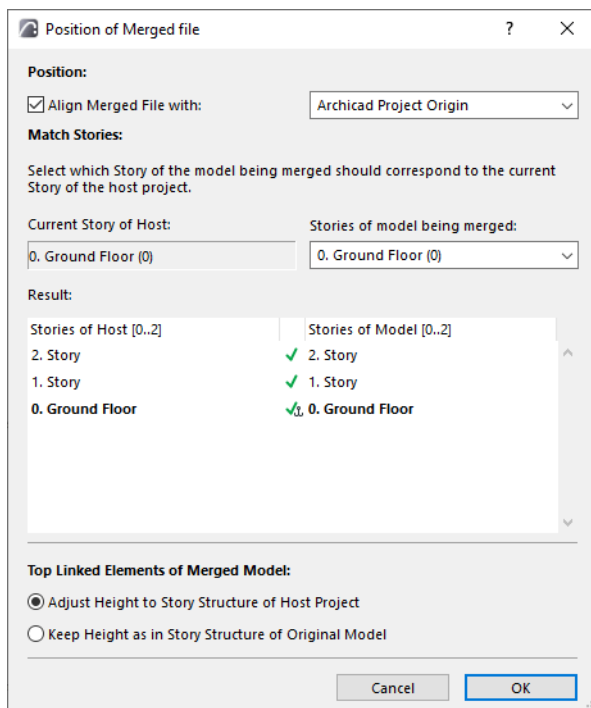 Position of Merged file
?
Position:
Align Merged File with:
Archicad Project Origin
Match Stories:
Select which Story of the model being merged should correspond to the current
Story of the host project.
Current Story of Host:
Stories of model being merged:
0. Ground Floor (0)
0. Ground Floor (0)
Result:
Stories of Host [0..2]
Stories of Model [0..2]
2. Story
2. Story
1. Story
1. Story
0. Ground Floor
0. Ground Floor
Top Linked Elements of Merged Model:
Adjust Height to Story Structure of Host Project
Keep Height as in Story Structure of Original Model
Cancel
OK